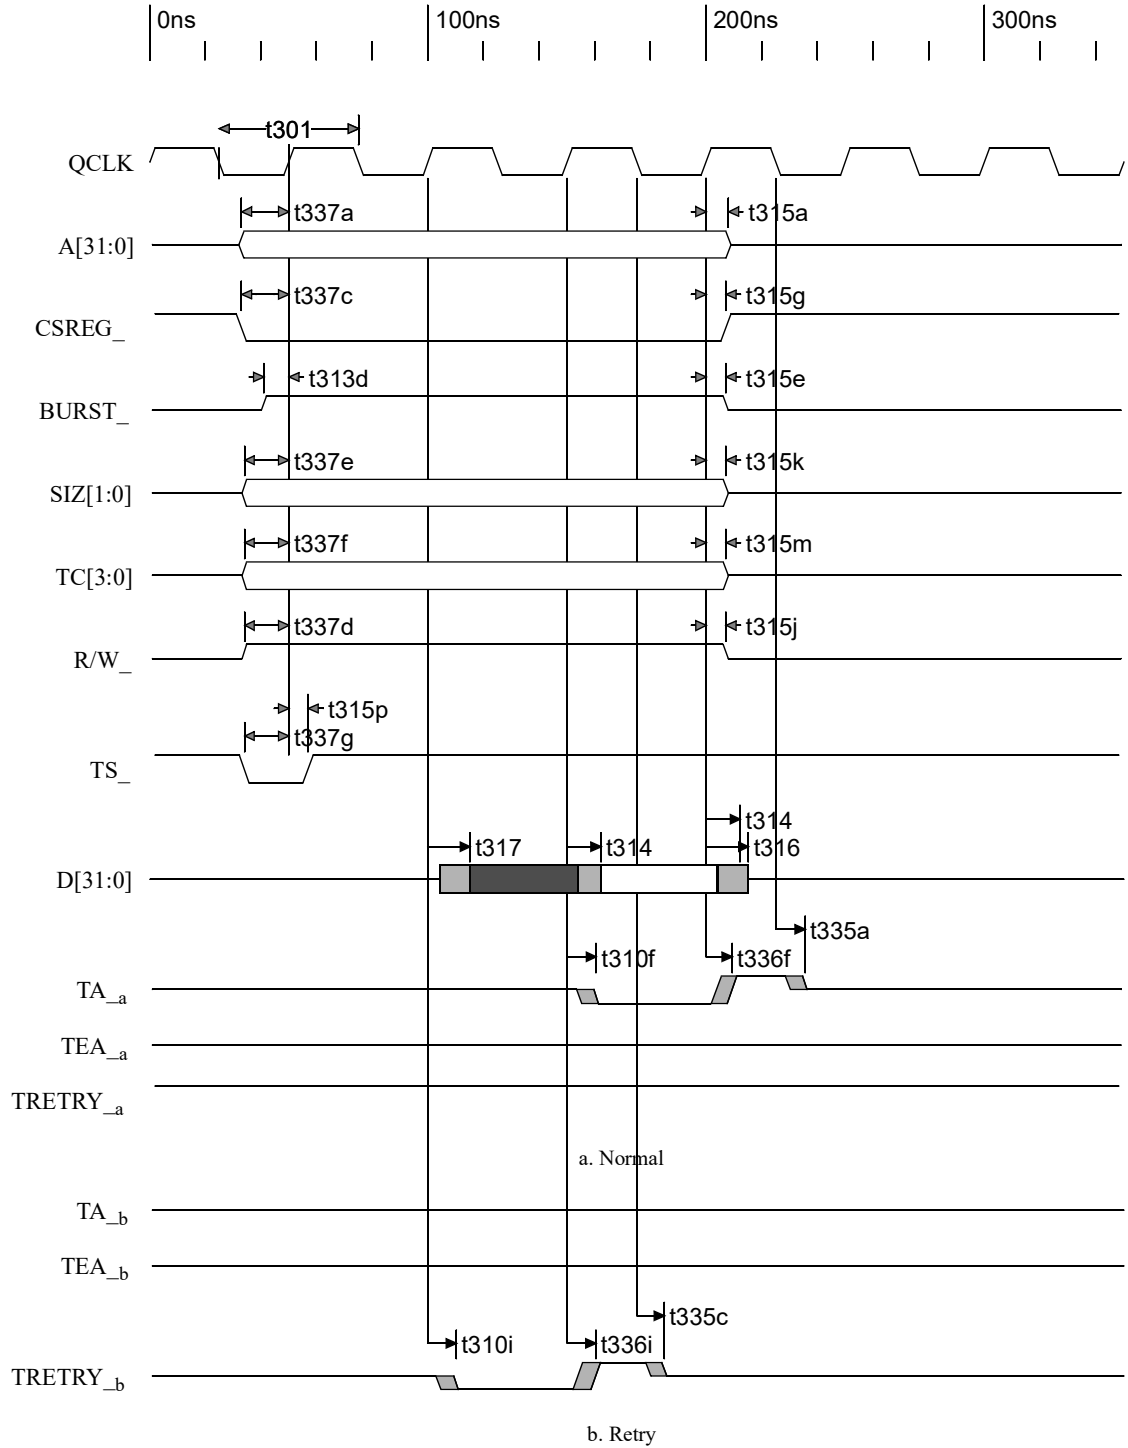 0ns 100ns 200ns 300ns
t301
QCLK
t337a t315a
A[31:0]
t337c t315g
CSREG_
t313d t315e
BURST_
t337e t315k
SIZ[1:0]
t337f t315m
TC[3:0]
t337d t315j
R/W_
t315p
t337g
TS_
t314
t317 t314 t316
D[31:0]
t335a
t310f t336f
TA_a
TEA_a
TRETRY_a
a. Normal
TA_b
TEA_b
t335c
t310i t336i
TRETRY_b
b. Retry